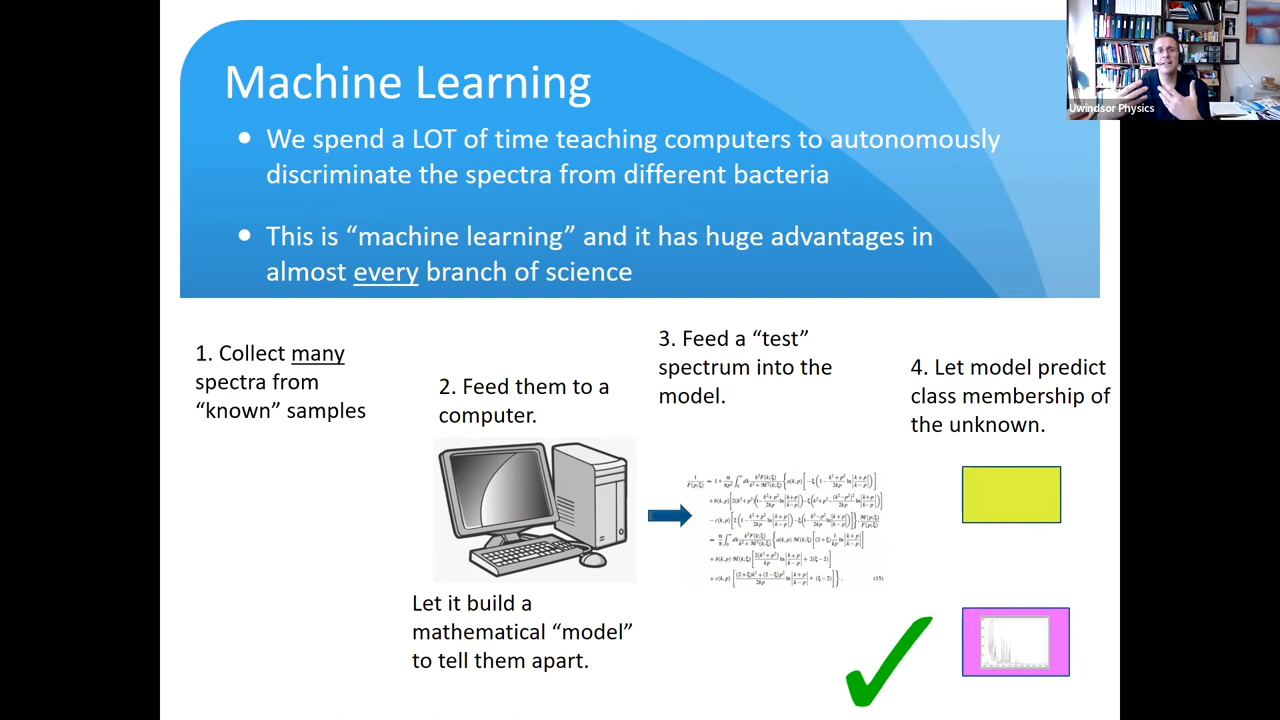 Machine Learning
We spend a LOT of time teaching computers to autonomously
discriminate the spectra from different bacteria
This is “machine learning” and it has huge advantages in
almost every branch of science
Uwindsor Physics
1. Collect many
spectra from
“known” samples
2. Feed them to a
computer.
Let it build a
mathematical “model”
to tell them apart.
3. Feed a “test”
spectrum into the
model.
(15)
4. Let model predict
class membership of
the unknown.